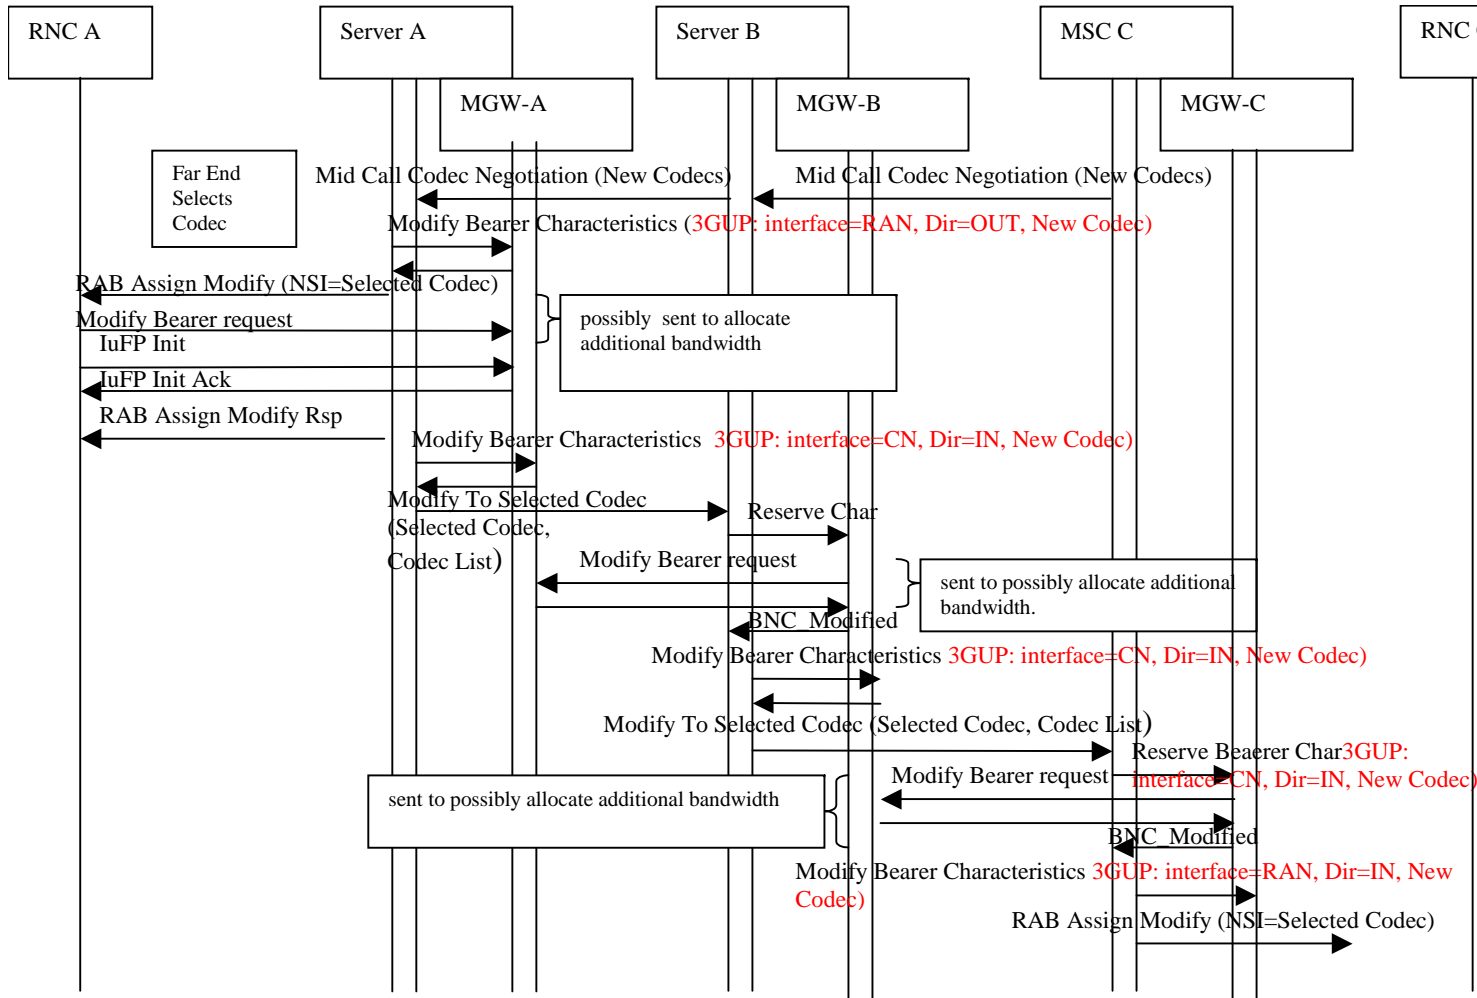 RNC A
Server A
Server B
MSC C
RNC
MGW-A
MGW-B
MGW-C
Far End
Selects
Codec
Mid Call Codec Negotiation (New Codecs)
Mid Call Codec Negotiation (New Codecs)
Modify Bearer Characteristics (3GUP: interface=RAN, Dir=OUT, New Codec)
RAB Assign Modify (NSI=Selected Codec)
Modify Bearer request
possibly sent to allocate
additional bandwidth
IuFP Init
IuFP Init Ack
RAB Assign Modify Rsp
Modify Bearer Characteristics 3GUP: interface=CN, Dir=IN, New Codec)
Modify To Selected Codec
(Selected Codec,
Codec List)
Reserve Char
Modify Bearer request
sent to possibly allocate additional
bandwidth.
BNC_Modified
Modify Bearer Characteristics 3GUP: interface=CN, Dir=IN, New Codec)
Modify To Selected Codec (Selected Codec, Codec List)
Reserve Beaerer Char3GUP:
interface=CN, Dir=IN, New Codec)
Modify Bearer request
sent to possibly allocate additional bandwidth
BNC_Modified
Modify Bearer Characteristics 3GUP: interface=RAN, Dir=IN, New
Codec)
RAB Assign Modify (NSI=Selected Codec)